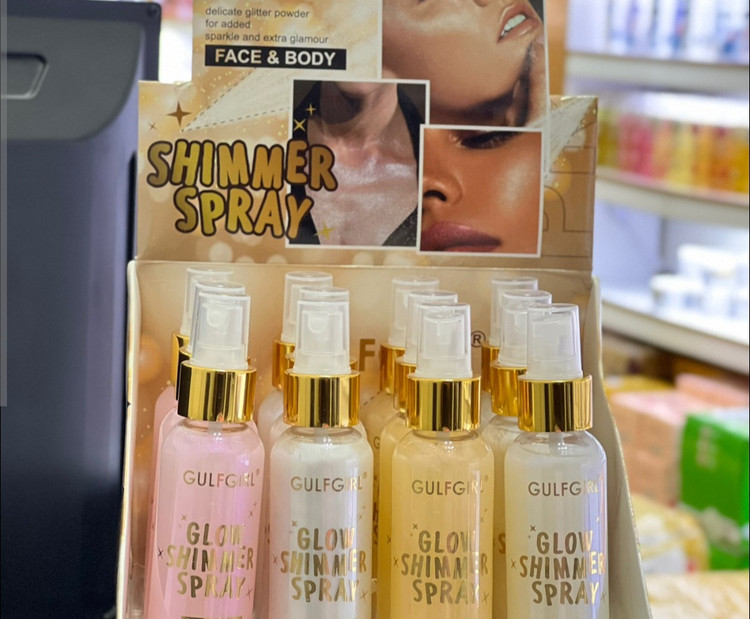 delicate glitter powder
for added
sparkle and extra glamour
FACE & BODY
SHIMMER
SPRAY
GULFGIRL®
GLOW
SHIMMER
SPRAY
GULFGIRL®
GLOW
SHIMMER
SPRAY
GULFGIRL®
GLOW
SHIMMER
SPRAY
GULFGIRL®
GLOW
SHIMMER
SPRAY